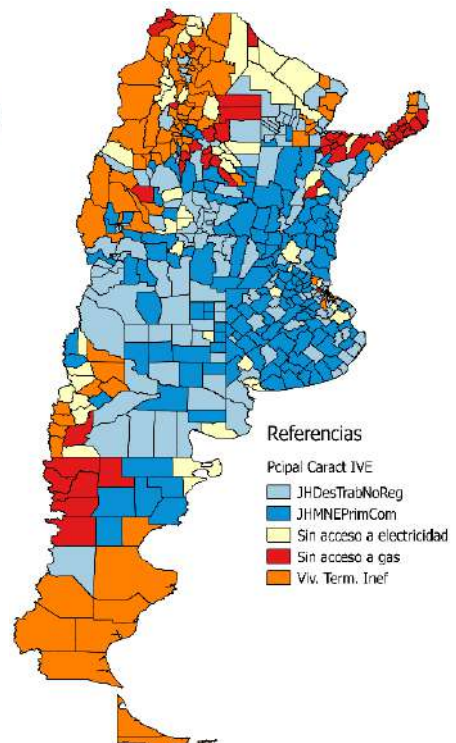 Referencias
Pcipal Caract IVE
JHDesTrabNoReg
JHMNEPrimCom
Sin acceso a electricidad
Sin acceso a gas
Viv. Term. Inef